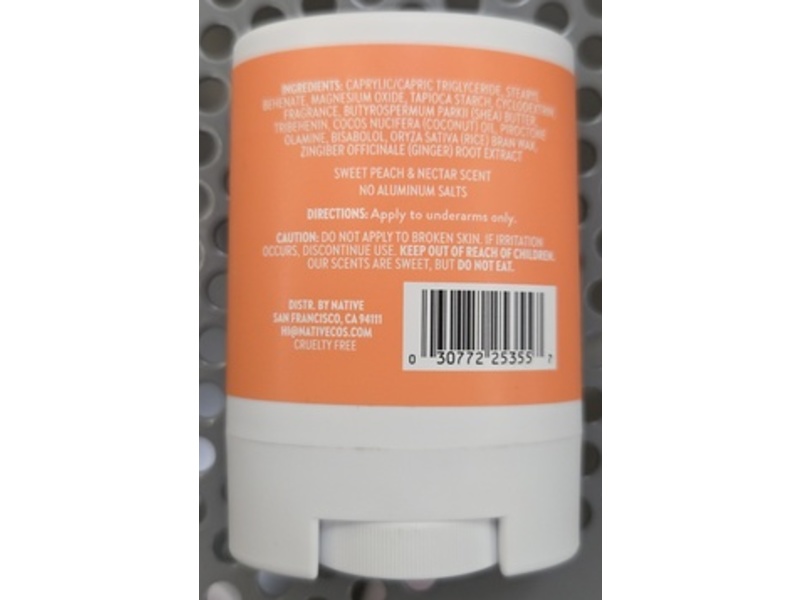 INGREDIENTS: CAPRYLIC/CAPRIC TRIGLYCERIDE, STEARYL
BEHENATE, MAGNESIUM OXIDE, TAPIOCA STARCH, CYCLODEXTRIN,
FRAGRANCE, BUTYROSPERMUM PARKII (SHEA) BUTTER,
TRIBEHENIN, COCOS NUCIFERA (COCONUT) OIL, PIROCTONE
OLAMINE, BISABOLOL, ORYZA SATIVA (RICE) BRAN WAX,
ZINGIBER OFFICINALE (GINGER) ROOT EXTRACT
SWEET PEACH & NECTAR SCENT
NO ALUMINUM SALTS
DIRECTIONS: Apply to underarms only.
CAUTION: DO NOT APPLY TO BROKEN SKIN. IF IRRITATION
OCCURS, DISCONTINUE USE. KEEP OUT OF REACH OF CHILDREN.
OUR SCENTS ARE SWEET, BUT DO NOT EAT.
DISTR. BY NATIVE
SAN FRANCISCO, CA 94111
HI@NATIVECOS.COM
CRUELTY FREE
0 30772 25355 7